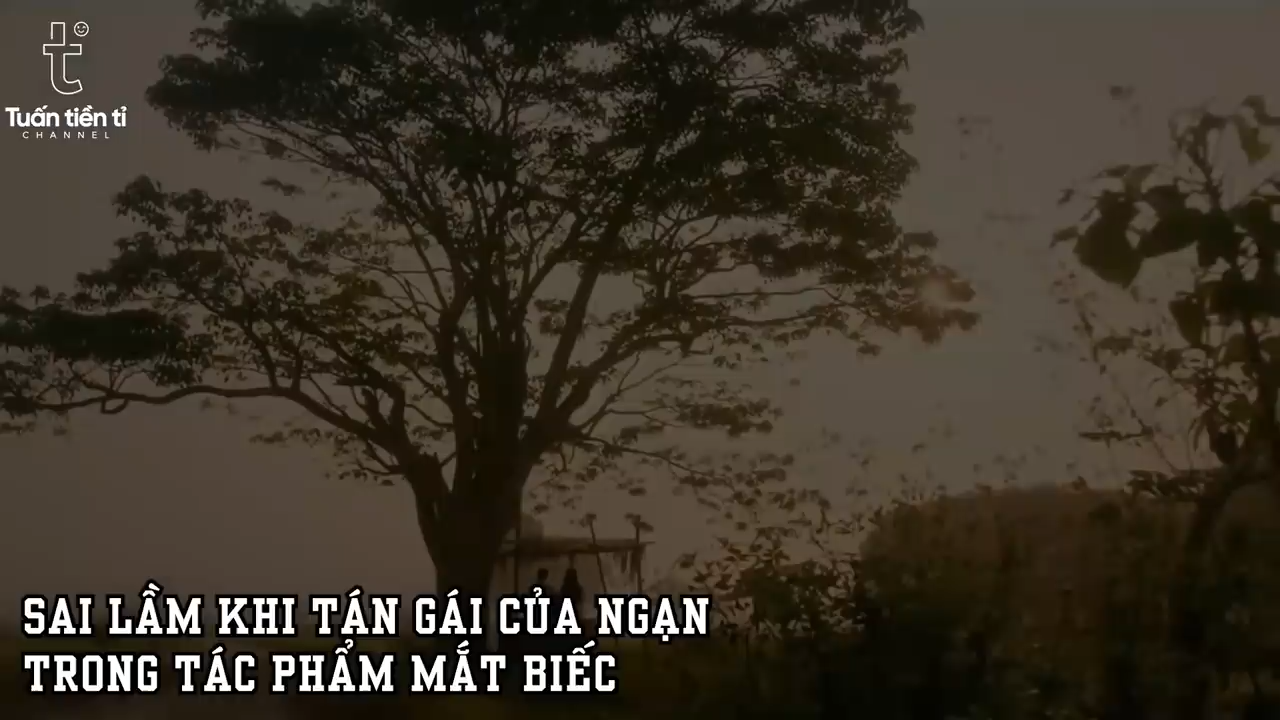 t
Tuấn tiền tỉ
CHANNEL
SAI LẦM KHI TÁN GÁI CỦA NGẠN
TRONG TÁC PHẨM MẮT BIẾC